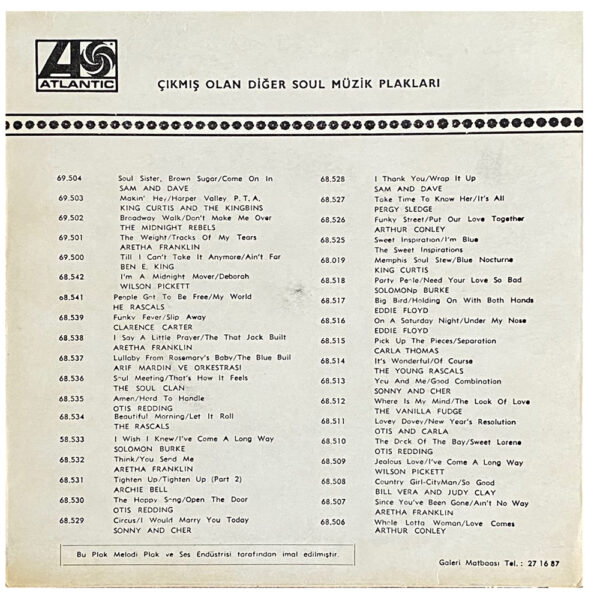 ATLANTIC
ÇIKMIŞ OLAN DİĞER SOUL MÜZİK PLAKLARI
69.504 Soul Sister, Brown Sugar/Come On In
SAM AND DAVE
69.503 Makin' Hey/Harper Valley P. T. A.
KING CURTIS AND THE KINGBINS
69.502 Broadway Walk/Don't Make Me Over
THE MIDNIGHT REBELS
69.501 The Weight/Tracks Of My Tears
ARETHA FRANKLIN
69.500 Till I Can't Take It Anymore/Ain't Far
BEN E. KING
68.542 I'm A Midnight Mover/Deborah
WILSON PICKETT
68.541 People Got To Be Free/My World
HE RASCALS
68.539 Funky Fever/Slip Away
CLARENCE CARTER
68.538 I Say A Little Prayer/The That Jack Built
ARETHA FRANKLIN
68.537 Lullaby From Rosemary's Baby/The Blue Buil
ARIF MARDIN VE ORKESTRASI
68.536 Soul Meeting/That's How It Feels
THE SOUL CLAN
68.535 Amen/Hard To Handle
OTIS REDDING
68.534 Beautiful Morning/Let It Roll
THE RASCALS
58.533 I Wish I Knew/I've Come A Long Way
SOLOMON BURKE
68.532 Think/You Send Me
ARETHA FRANKLIN
68.531 Tighten Up/Tighten Up (Part 2)
ARCHIE BELL
68.530 The Happy Song/Open The Door
OTIS REDDING
68.529 Circus/I Would Marry You Today
SONNY AND CHER
68.528 I Thank You/Wrap It Up
SAM AND DAVE
68.527 Take Time To Know Her/It's All
PERGY SLEDGE
68.526 Funky Street/Put Our Love Together
ARTHUR CONLEY
68.525 Sweet Inspiration/I'm Blue
The Sweet Inspirations
68.019 Memphis Soul Stew/Blue Nocturne
KING CURTIS
68.518 Party People/Need Your Love So Bad
SOLOMONp BURKE
68.517 Big Bird/Holding On With Both Hands
EDDIE FLOYD
68.516 On A Saturday Night/Under My Nose
EDDIE FLOYD
68.515 Pick Up The Pieces/Separation
CARLA THOMAS
68.514 It's Wonderful/Of Course
THE YOUNG RASCALS
68.513 You And Me/Good Combination
SONNY AND CHER
68.512 Where Is My Mind/The Look Of Love
THE VANILLA FUDGE
68.511 Lovey Dovey/New Year's Resolution
OTIS AND CARLA
68.510 The Dock Of The Bay/Sweet Lorene
OTIS REDDING
68.509 Jealous Love/I've Come A Long Way
WILSON PICKETT
68.508 Country Girl-CityMan/So Good
BILL VERA AND JUDY CLAY
68.507 Since You've Been Gone/Ain't No Way
ARETHA FRANKLIN
68.506 Whole Lotta Woman/Love Comes
ARTHUR CONLEY
Bu Plak Melodi Plak ve Ses Endüstrisi tarafından imal edilmiştir.
Galeri Matbaası Tel. : 27 16 87